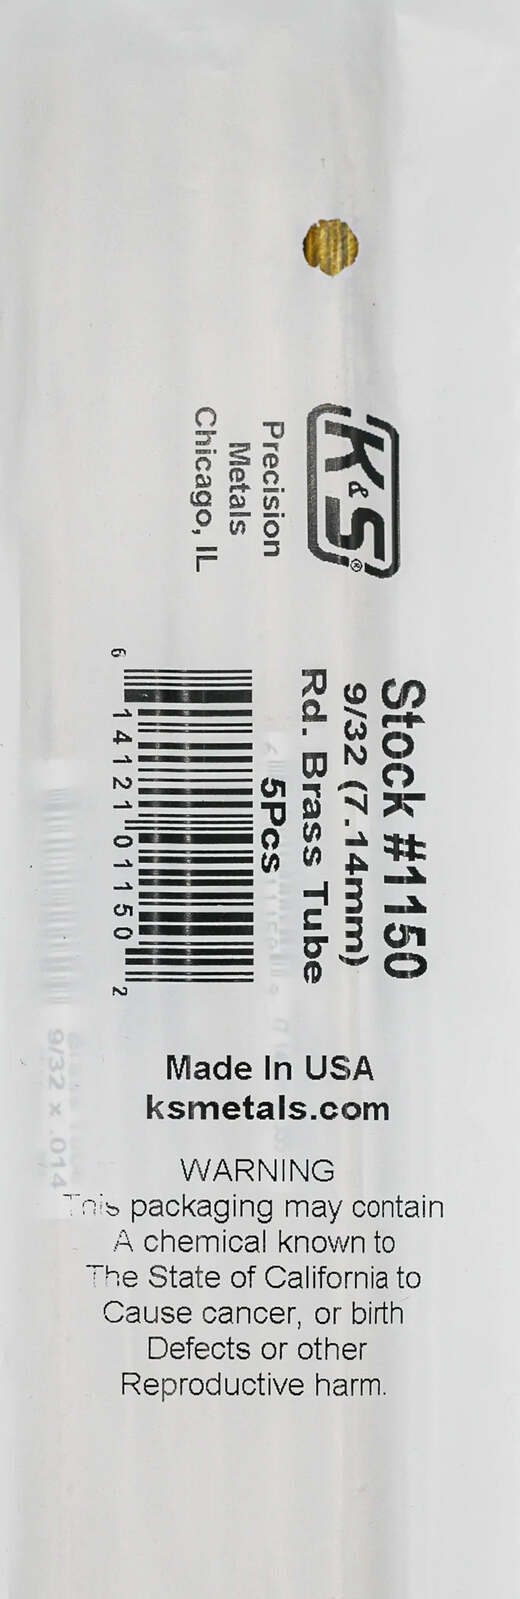 K&S®
Precision
Metals
Chicago, IL
Stock #1150
9/32 (7.14mm)
Rd. Brass Tube
5Pcs
6 14121 01150 2
Made In USA
ksmetals.com
WARNING
This packaging may contain
A chemical known to
The State of California to
Cause cancer, or birth
Defects or other
Reproductive harm.
9/32 x .014